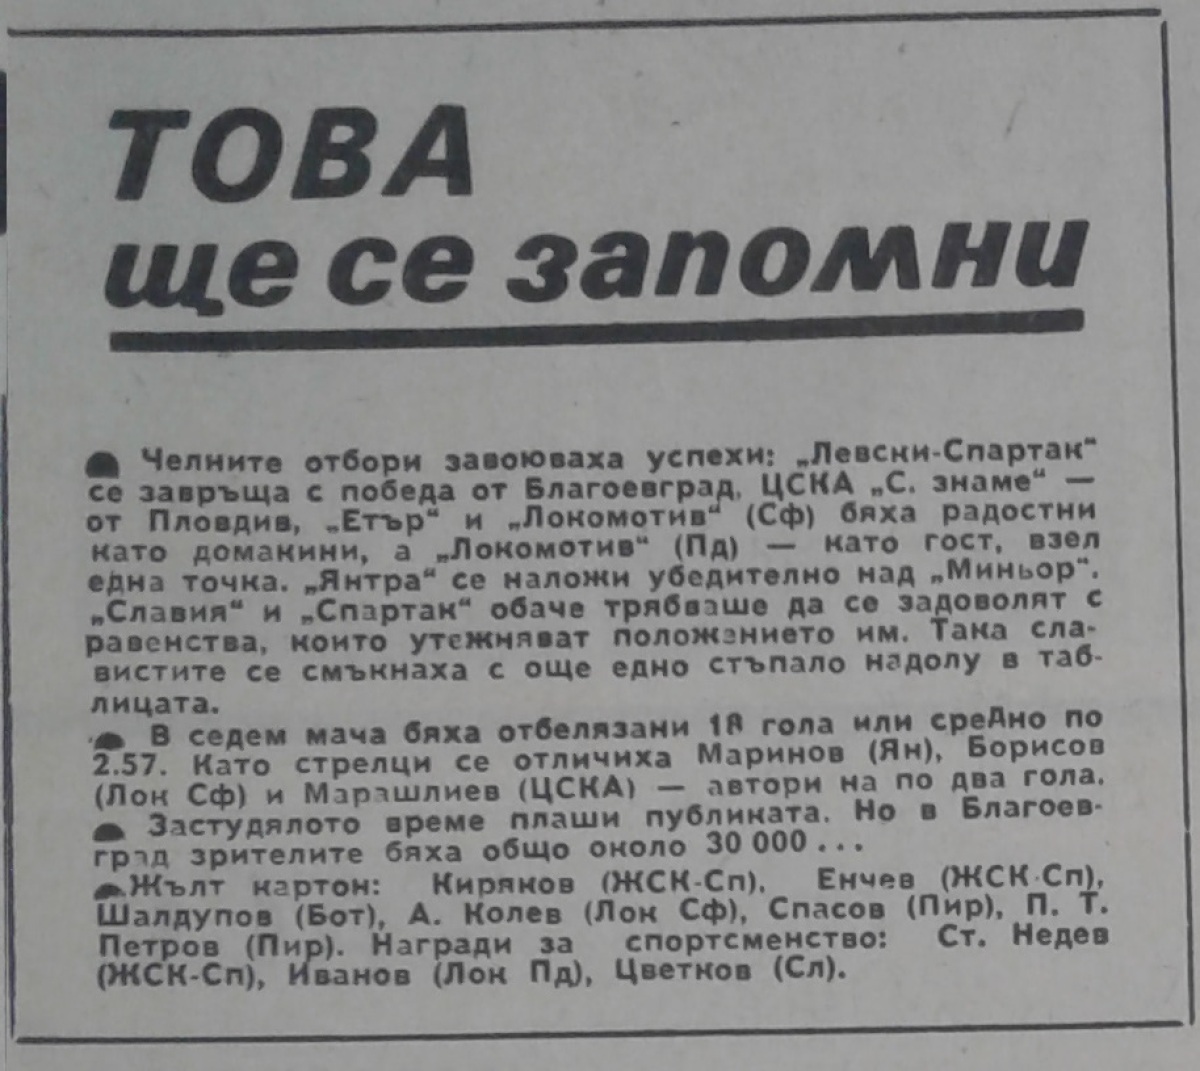 ТОВА
ще се запомни
Челните отбори завоюваха успехи: „Левски-Спартак“
се завръща с победа от Благоевград, ЦСКА „С. знаме“ —
от Пловдив, „Етър“ и „Локомотив“ (Сф) бяха радостни
като домакини, а „Локомотив“ (Пд) — като гост, взел
една точка. „Янтра“ се наложи убедително над „Миньор“.
„Славия“ и „Спартак“ обаче трябваше да се задоволят с
равенства, които утежняват положението им. Така сла-
вистите се смъкнаха с още едно стъпало надолу в таб-
лицата.
В седем мача бяха отбелязани 18 гола или средно по
2.57. Като стрелци се отличиха Маринов (Ян), Борисов
(Лок Сф) и Марашлиев (ЦСКА) — автори на по два гола.
Застудялото време плаши публиката. Но в Благоев-
град зрителите бяха общо около 30 000 ...
Жълт картон: Киряков (ЖСК-Сп), Енчев (ЖСК-Сп),
Шалдупов (Бот), А. Колев (Лок Сф), Спасов (Пир), П. Т.
Петров (Пир). Награди за спортсменство: Ст. Недев
(ЖСК-Сп), Иванов (Лок Пд), Цветков (Сл).